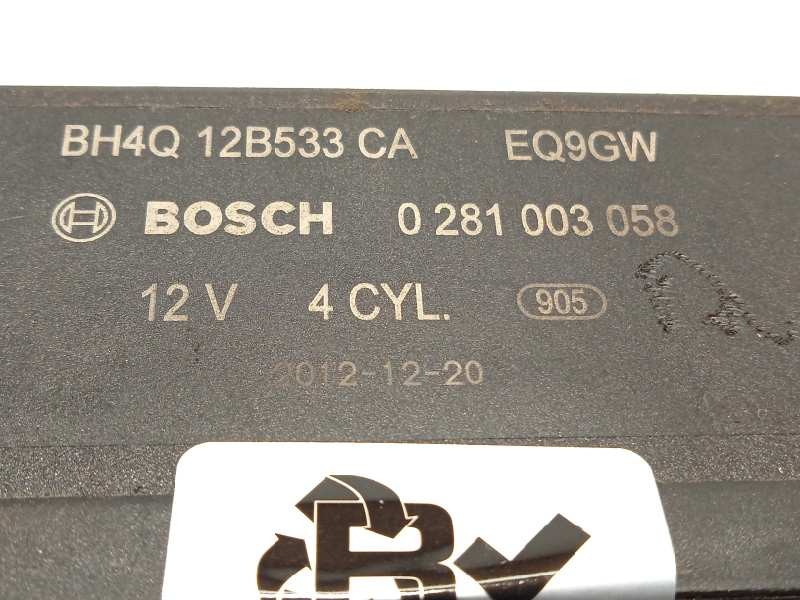 BH4Q 12B533 CA EQ9GW
BOSCH 0 281 003 058
12 V 4 CYL. 905
2012-12-20
R